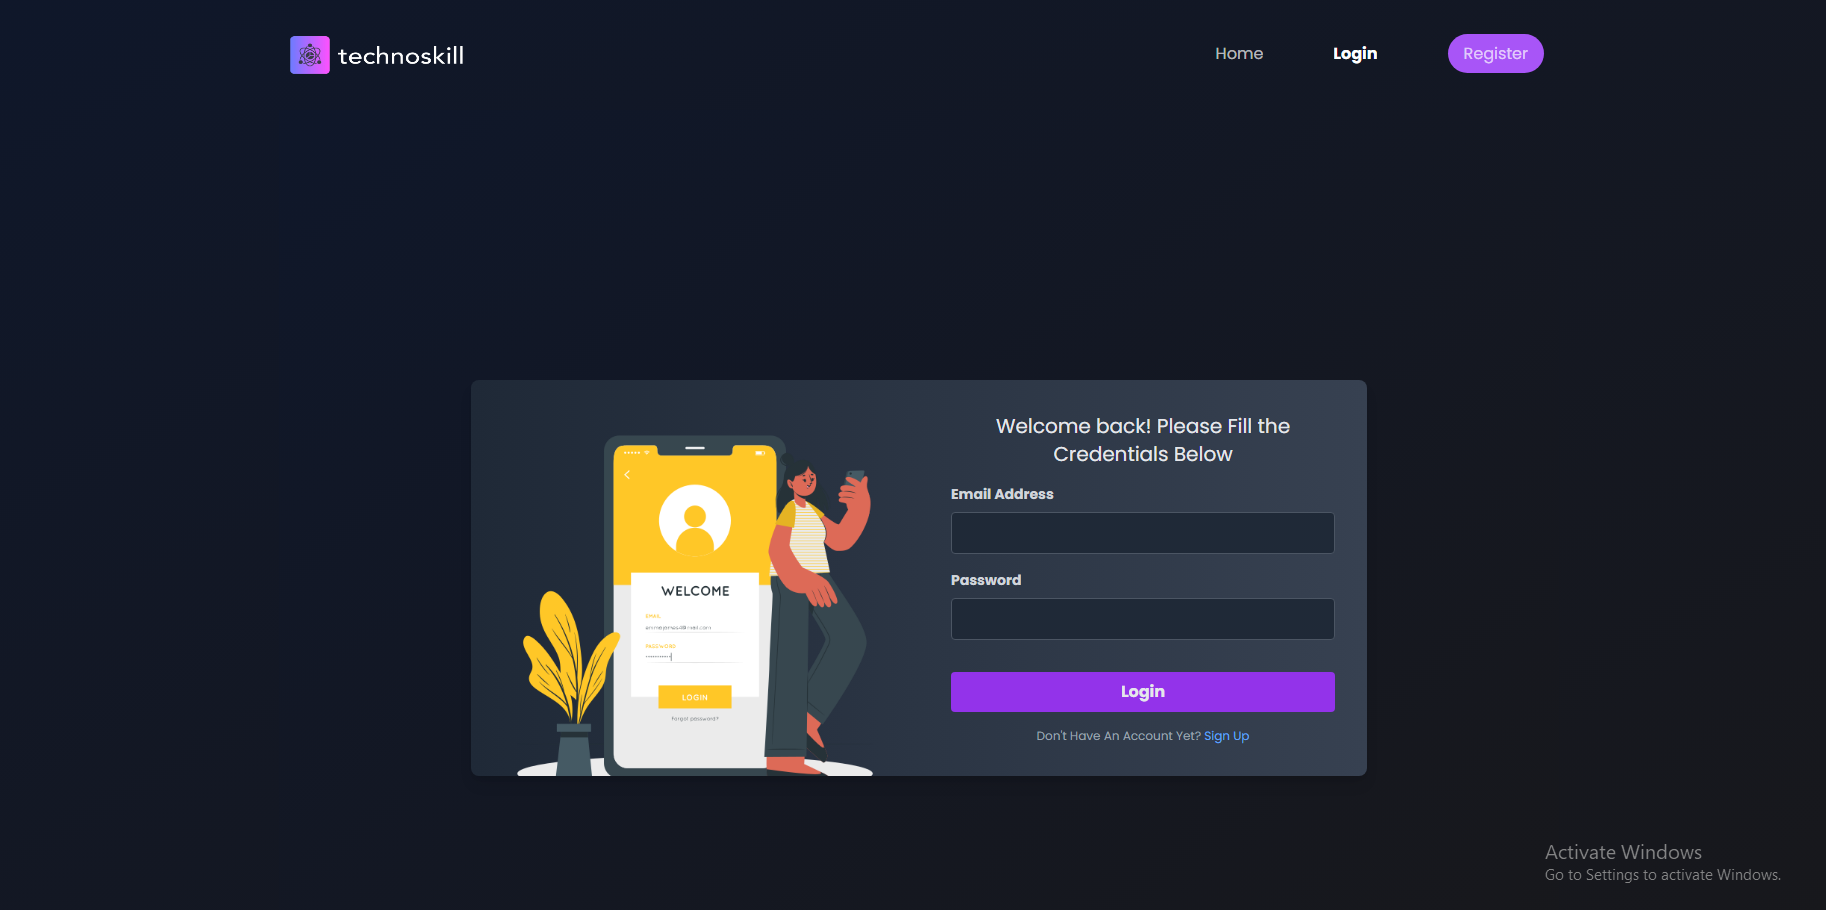 technoskill
Home
Login
Register
Welcome back! Please Fill the
Credentials Below
Email Address
Password
Login
Don't Have An Account Yet? Sign Up
WELCOME
EMAIL
PASSWORD
LOGIN
Forgot password?
Activate Windows
Go to Settings to activate Windows.